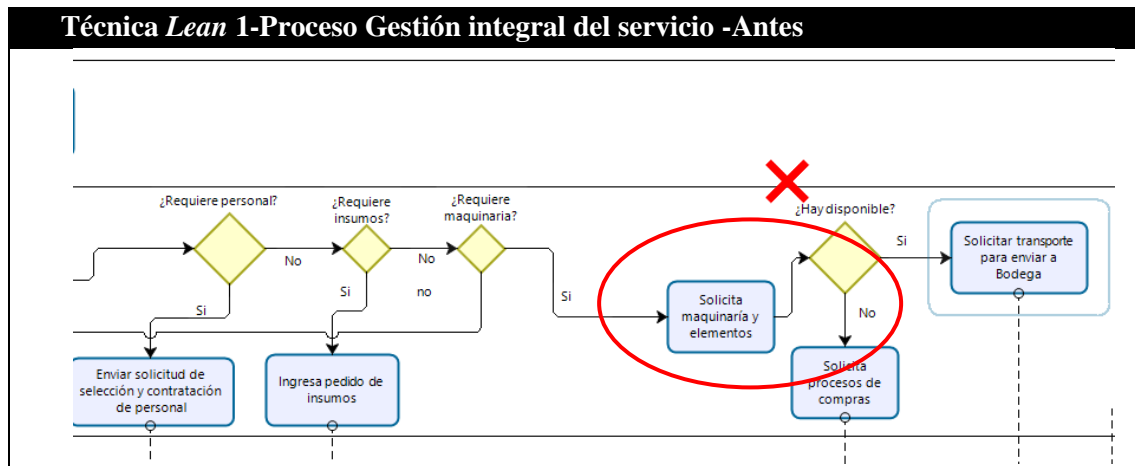 Técnica Lean 1-Proceso Gestión integral del servicio -Antes
¿Requiere personal?
¿Requiere
insumos?
¿Requiere
maquinaria?
¿Hay disponible?
No
No
Si
Si
Si
no
Si
No
Solicita
maquinaría y
elementos
Solicitar transporte
para enviar a
Bodega
Enviar solicitud de
selección y contratación
de personal
Ingresa pedido de
insumos
Solicita
procesos de
compras